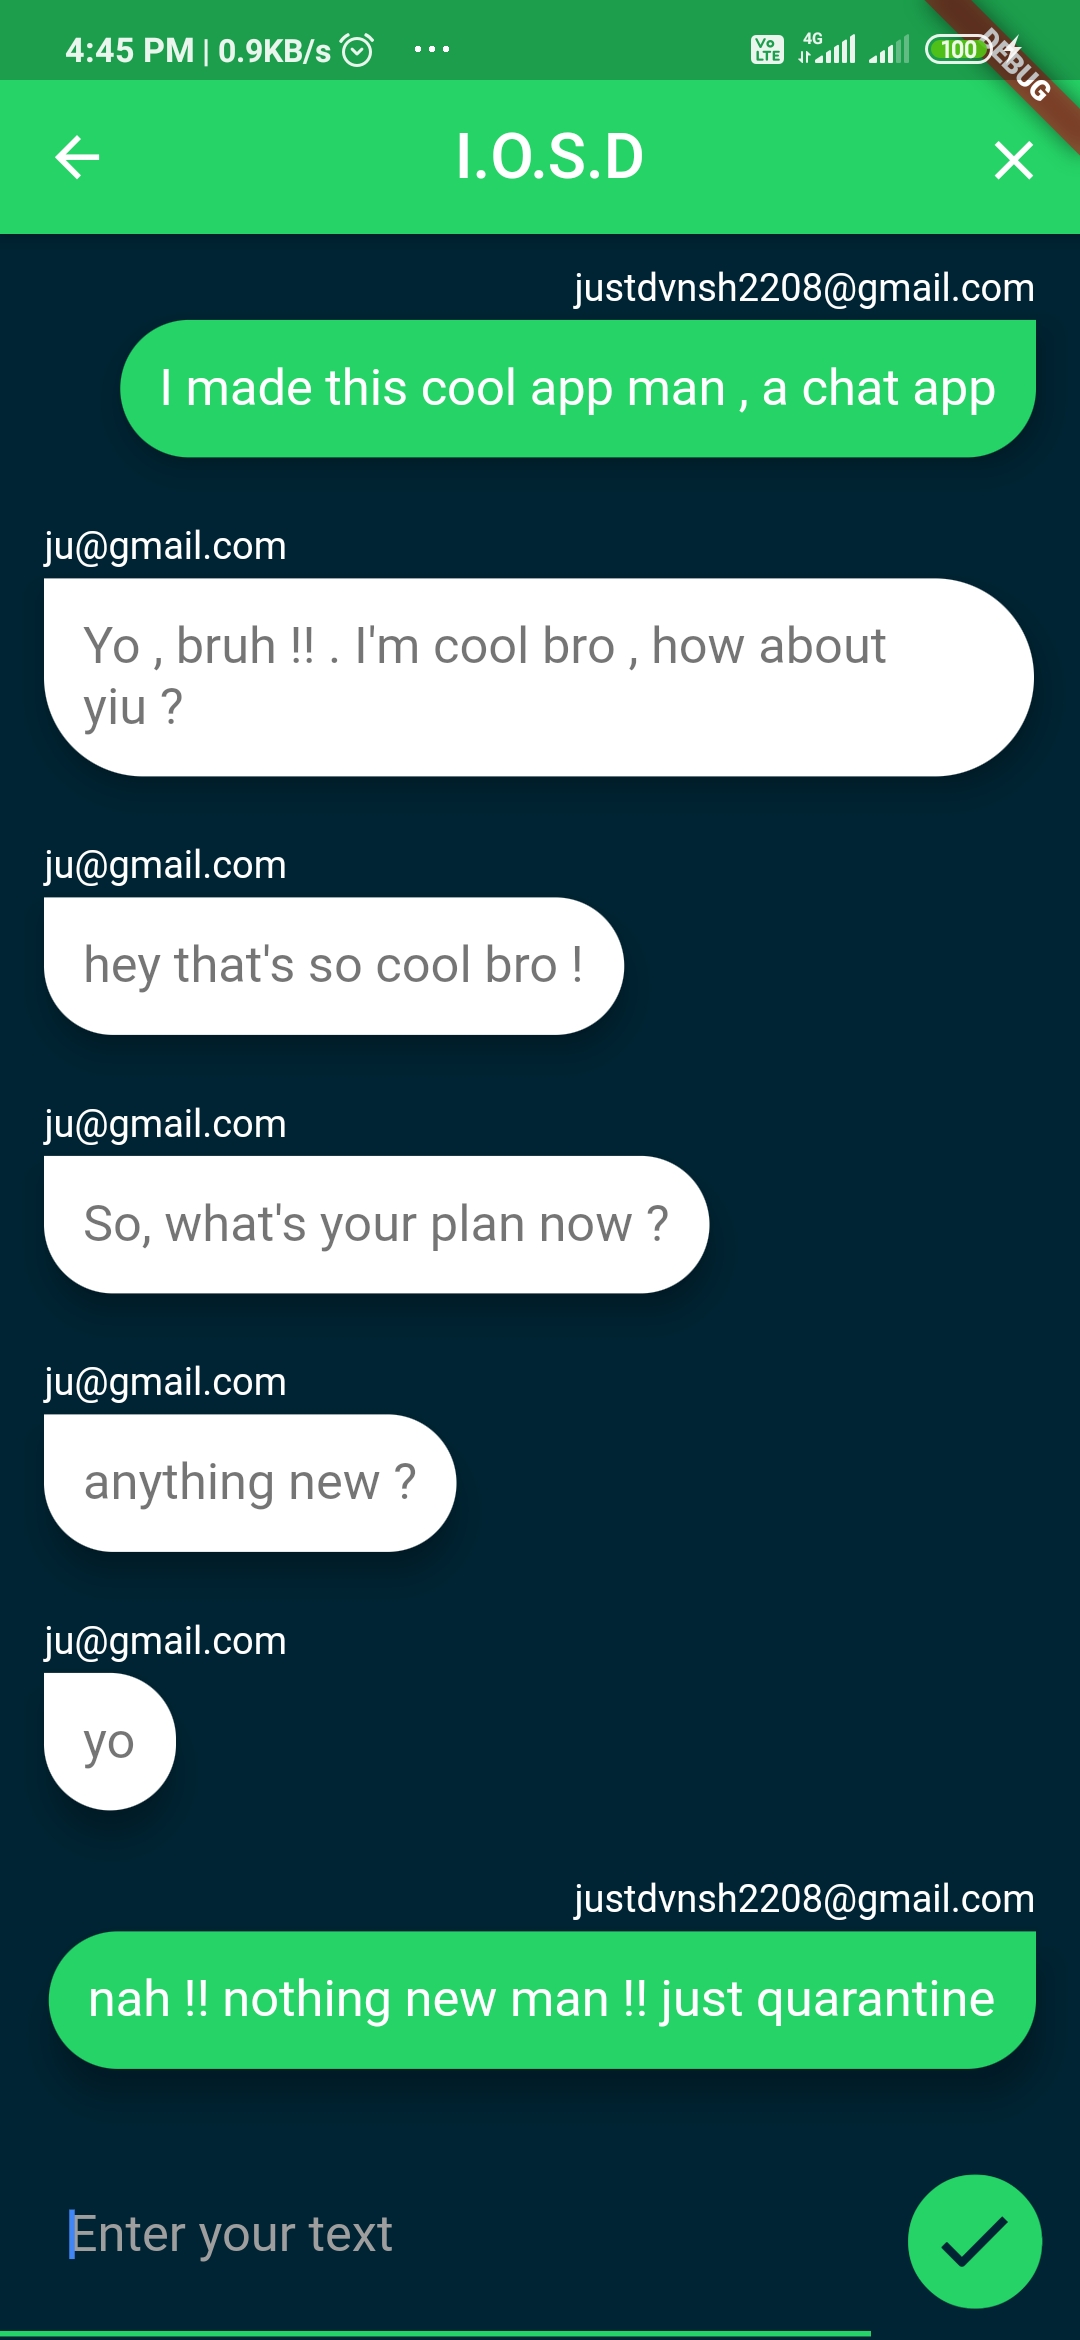 4:45 PM | 0.9KB/s
Vo LTE
4G
100
DEBUG
I.O.S.D
justdvnsh2208@gmail.com
I made this cool app man , a chat app
ju@gmail.com
Yo , bruh !! . I'm cool bro , how about
yiu ?
ju@gmail.com
hey that's so cool bro !
ju@gmail.com
So, what's your plan now ?
ju@gmail.com
anything new ?
ju@gmail.com
yo
justdvnsh2208@gmail.com
nah !! nothing new man !! just quarantine
Enter your text